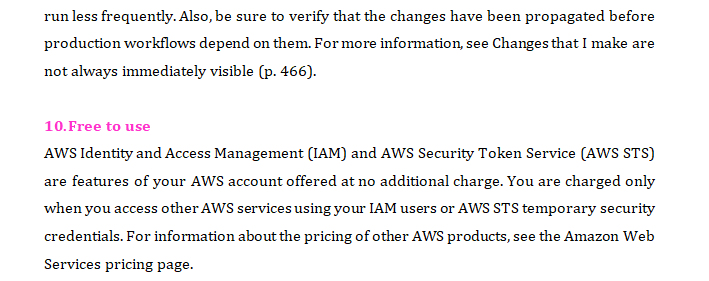 run less frequently. Also, be sure to verify that the changes have been propagated before
production workflows depend on them. For more information, see Changes that I make are
not always immediately visible (p. 466).
10.Free to use
AWS Identity and Access Management (IAM) and AWS Security Token Service (AWS STS)
are features of your AWS account offered at no additional charge. You are charged only
when you access other AWS services using your IAM users or AWS STS temporary security
credentials. For information about the pricing of other AWS products, see the Amazon Web
Services pricing page.